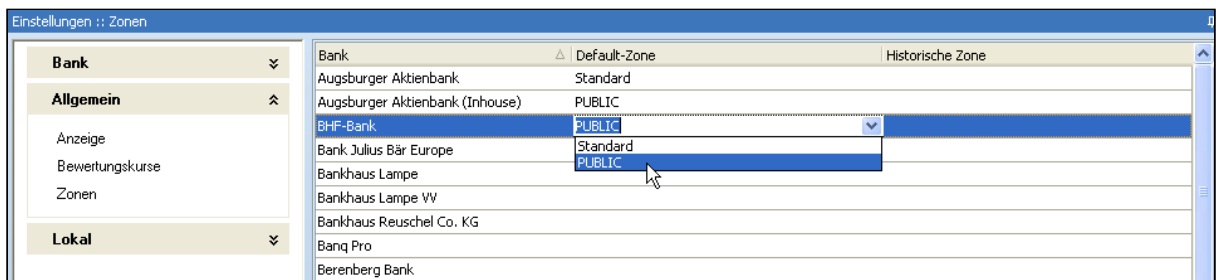 Einstellungen :: Zonen
Bank
Allgemein
Anzeige
Bewertungskurse
Zonen
Lokal
Bank Default-Zone Historische Zone
Augsburger Aktienbank Standard
Augsburger Aktienbank (Inhouse) PUBLIC
BHF-Bank PUBLIC
Bank Julius Bär Europe Standard
PUBLIC
Bankhaus Lampe
Bankhaus Lampe VV
Bankhaus Reuschel Co. KG
Banq Pro
Berenberg Bank